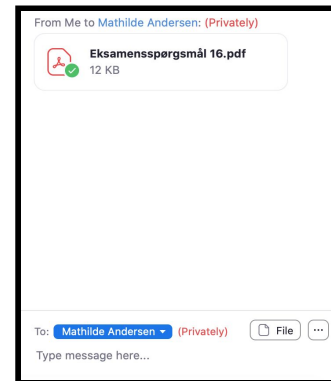 From Me to Mathilde Andersen: (Privately)
Eksamensspørgsmål 16.pdf
12 KB
To: Mathilde Andersen (Privately) File ...
Type message here...